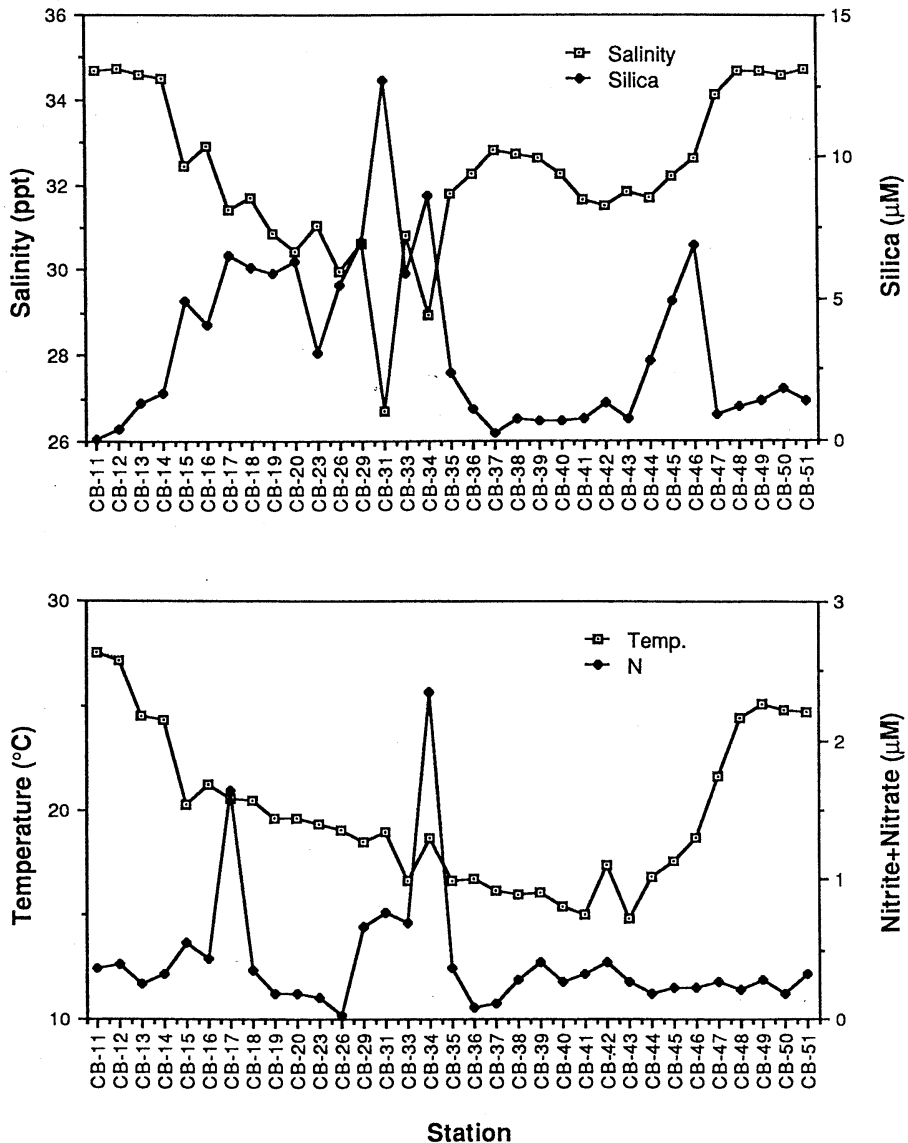 36
34
32
30
28
26
Salinity (ppt)
Salinity
Silica
15
10
5
0
Silica (μM)
CB-11
CB-12
CB-13
CB-14
CB-15
CB-16
CB-17
CB-18
CB-19
CB-20
CB-23
CB-26
CB-29
CB-31
CB-33
CB-34
CB-35
CB-36
CB-37
CB-38
CB-39
CB-40
CB-41
CB-42
CB-43
CB-44
CB-45
CB-46
CB-47
CB-48
CB-49
CB-50
CB-51
30
20
10
Temperature (°C)
Temp.
N
3
2
1
0
Nitrite+Nitrate (μM)
CB-11
CB-12
CB-13
CB-14
CB-15
CB-16
CB-17
CB-18
CB-19
CB-20
CB-23
CB-26
CB-29
CB-31
CB-33
CB-34
CB-35
CB-36
CB-37
CB-38
CB-39
CB-40
CB-41
CB-42
CB-43
CB-44
CB-45
CB-46
CB-47
CB-48
CB-49
CB-50
CB-51
Station